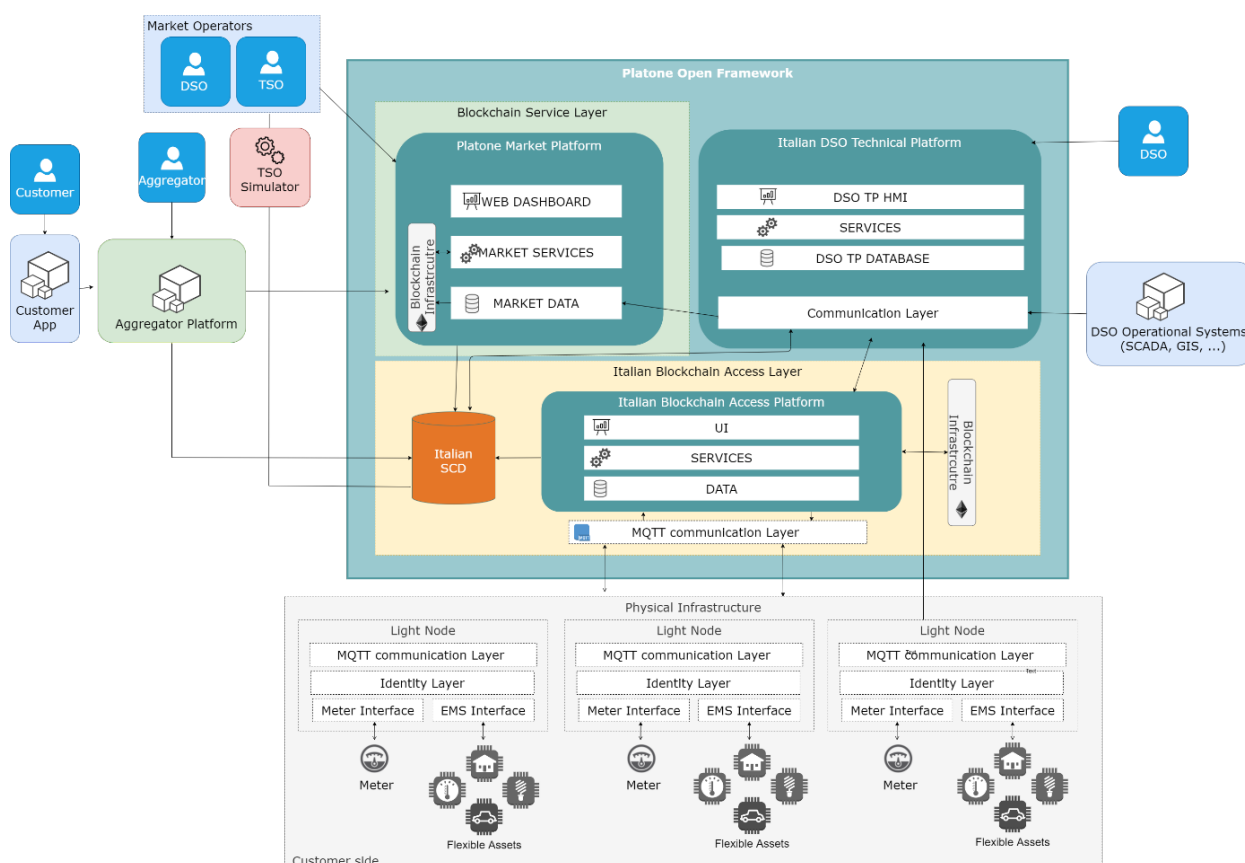 Market Operators
DSO
TSO
Platone Open Framework
Blockchain Service Layer
Platone Market Platform
WEB DASHBOARD
MARKET SERVICES
MARKET DATA
Blockchain
Infrastrcutre
Italian DSO Technical Platform
DSO TP HMI
SERVICES
DSO TP DATABASE
Communication Layer
DSO
Customer
Aggregator
TSO
Simulator
Customer
App
Aggregator Platform
DSO Operational Systems
(SCADA, GIS, ...)
Italian Blockchain Access Layer
Italian Blockchain Access Platform
UI
SERVICES
DATA
Italian
SCD
Blockchain
Infrastrcutre
MQTT communication Layer
Physical Infrastructure
Light Node
MQTT communication Layer
Identity Layer
Meter Interface
EMS Interface
Meter
Flexible Assets
Light Node
MQTT communication Layer
Identity Layer
Meter Interface
EMS Interface
Meter
Flexible Assets
Light Node
MQTT communication Layer
Text
Identity Layer
Meter Interface
EMS Interface
Meter
Flexible Assets
Customer side